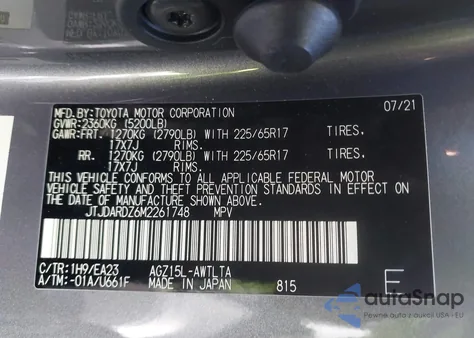 MFD.BY:TOYOTA MOTOR CORPORATION 07/21
GVWR:2360KG (5200LB)
GAWR:FRT. 1270KG (2790LB) WITH 225/65R17 TIRES.
17X7J RIMS.
RR. 1270KG (2790LB) WITH 225/65R17 TIRES.
17X7J RIMS.
THIS VEHICLE CONFORMS TO ALL APPLICABLE FEDERAL MOTOR
VEHICLE SAFETY AND THEFT PREVENTION STANDARDS IN EFFECT ON
THE DATE OF MANUFACTURE SHOWN ABOVE.
JTJDARDZ6M2261748 MPV
C/TR:1H9/EA23 AGZ15L-AWTLTA
A/TM:-01A/U661F MADE IN JAPAN 815 E
autoSnap